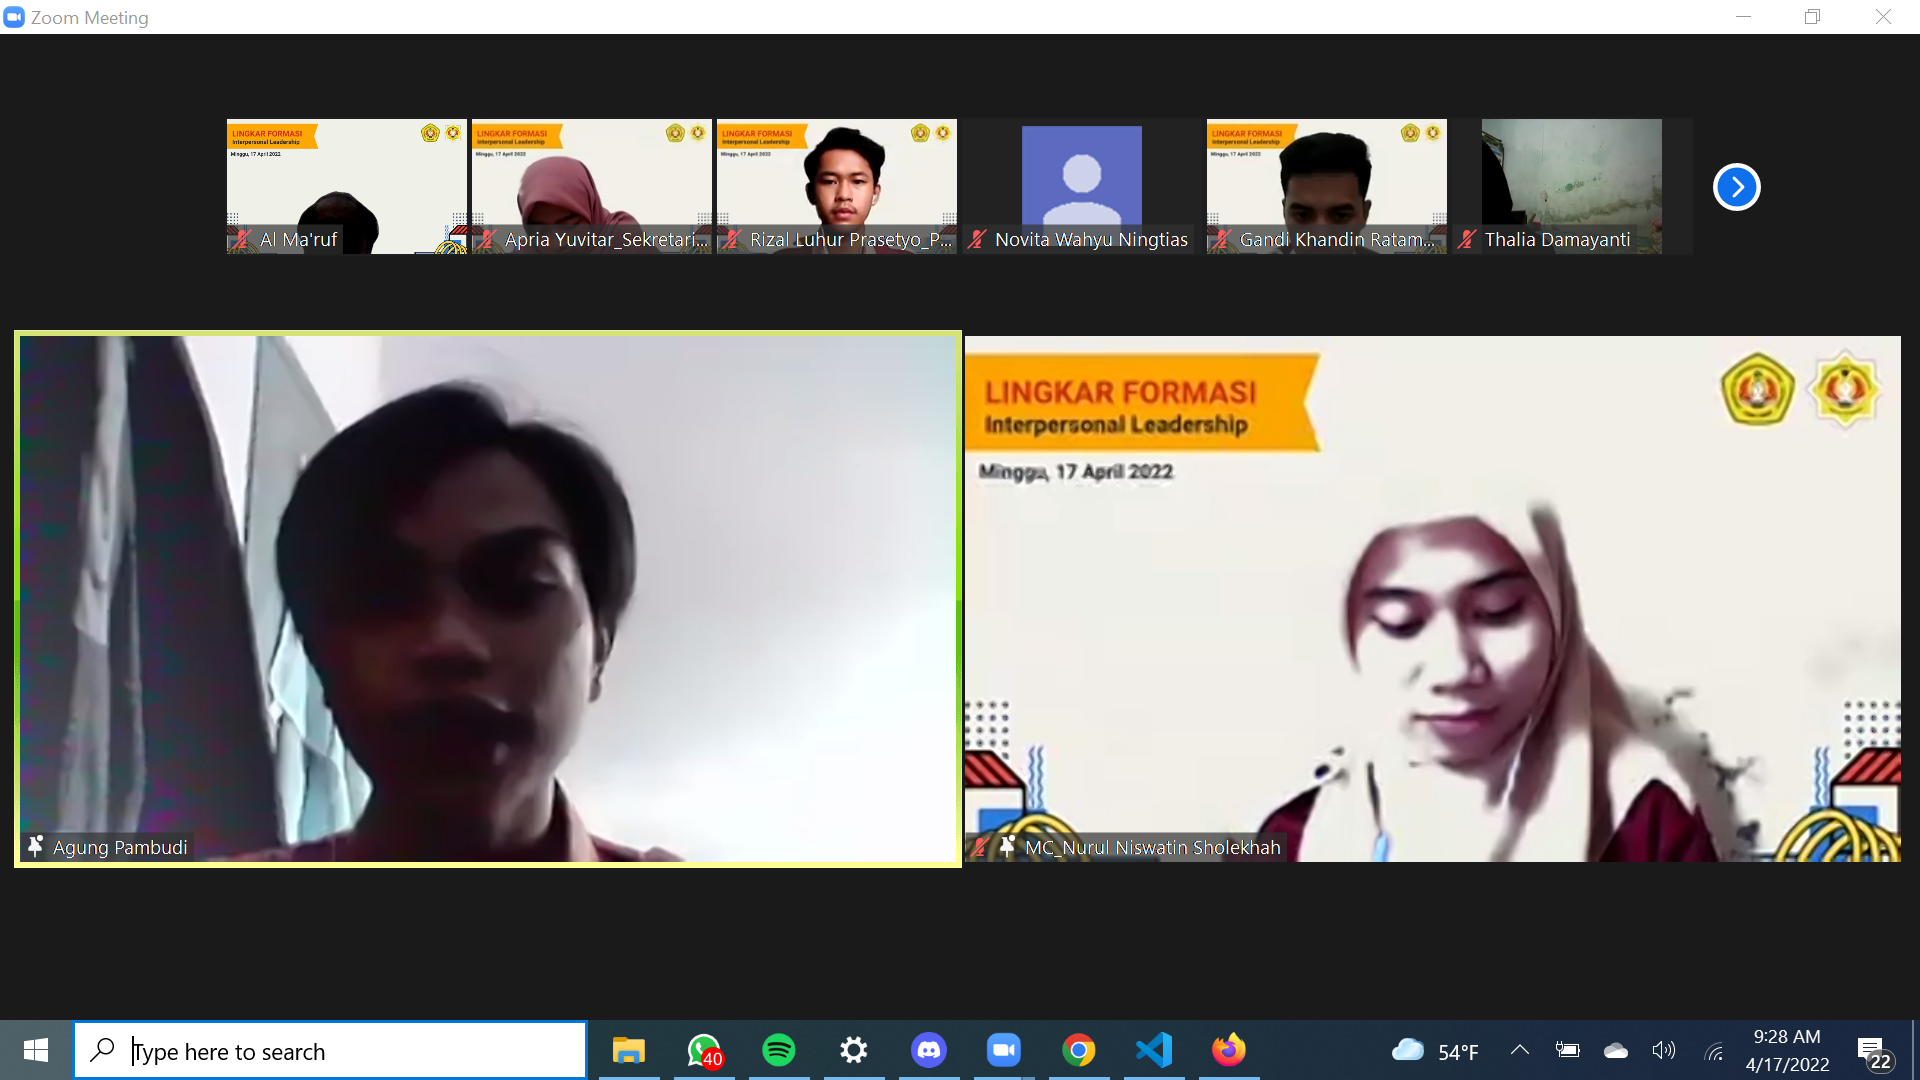 Zoom Meeting
LINGKAR FORMASI
Interpersonal Leadership
Minggu, 17 April 2022
Al Ma'ruf
LINGKAR FORMASI
Interpersonal Leadership
Minggu, 17 April 2022
Apria Yuvitar_Sekretari...
LINGKAR FORMASI
Interpersonal Leadership
Minggu, 17 April 2022
Rizal Luhur Prasetyo_P...
Novita Wahyu Ningtias
LINGKAR FORMASI
Interpersonal Leadership
Minggu, 17 April 2022
Gandi Khandin Ratam...
Thalia Damayanti
Agung Pambudi
LINGKAR FORMASI
Interpersonal Leadership
Minggu, 17 April 2022
MC_Nurul Niswatin Sholekhah
Type here to search
40
54°F
9:28 AM
4/17/2022
22